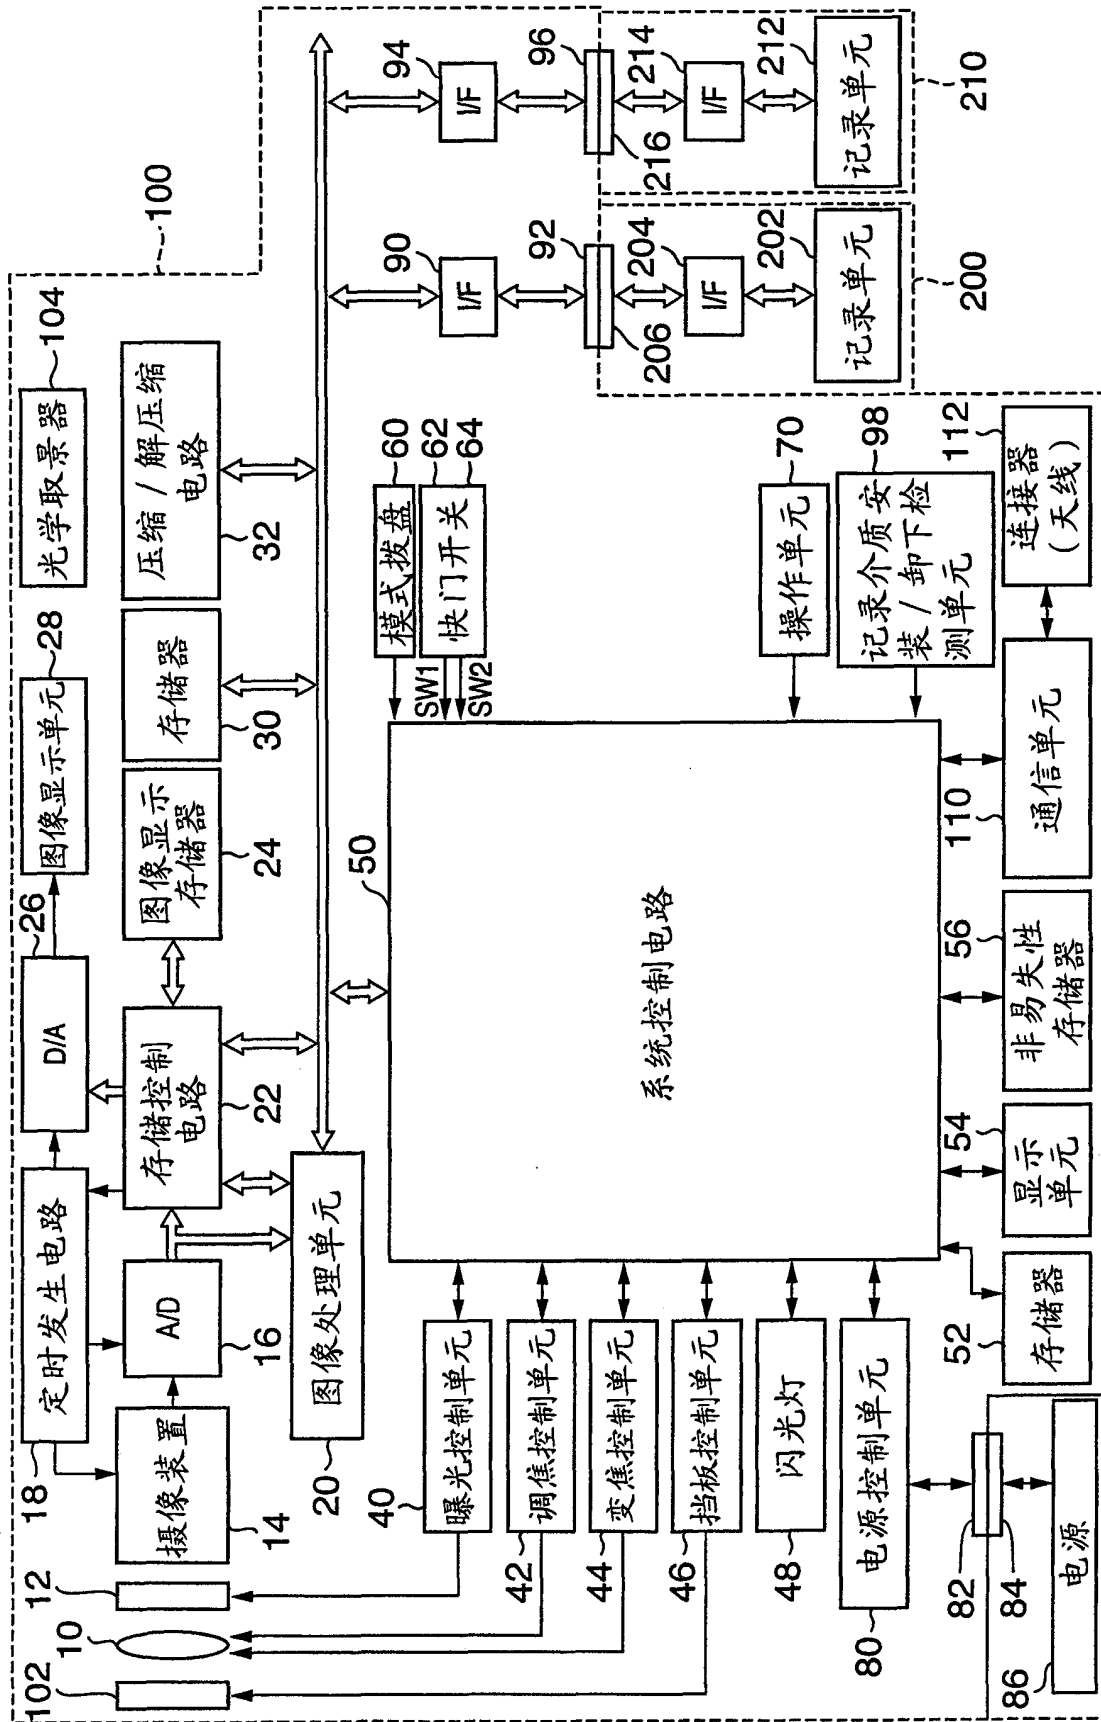 102
10
12
14
摄像装置
18
定时发生电路
16
A/D
26
D/A
28
图像显示单元
104
光学取景器
100
22
存储控制
电路
24
图像显示
存储器
30
存储器
32
压缩/解压缩
电路
20
图像处理单元
50
系统控制电路
40
曝光控制单元
42
调焦控制单元
44
变焦控制单元
46
挡板控制单元
48
闪光灯
80
电源控制单元
82
84
86
电源
60
模式拨盘
62
64
快门开关
SW1
SW2
70
操作单元
98
记录介质安
装/卸下检
测单元
52
存储器
54
显示
单元
56
非易失性
存储器
110
通信单元
112
连接器
(天线)
90
I/F
92
206
204
I/F
202
记录单元
200
94
I/F
96
216
214
I/F
212
记录单元
210